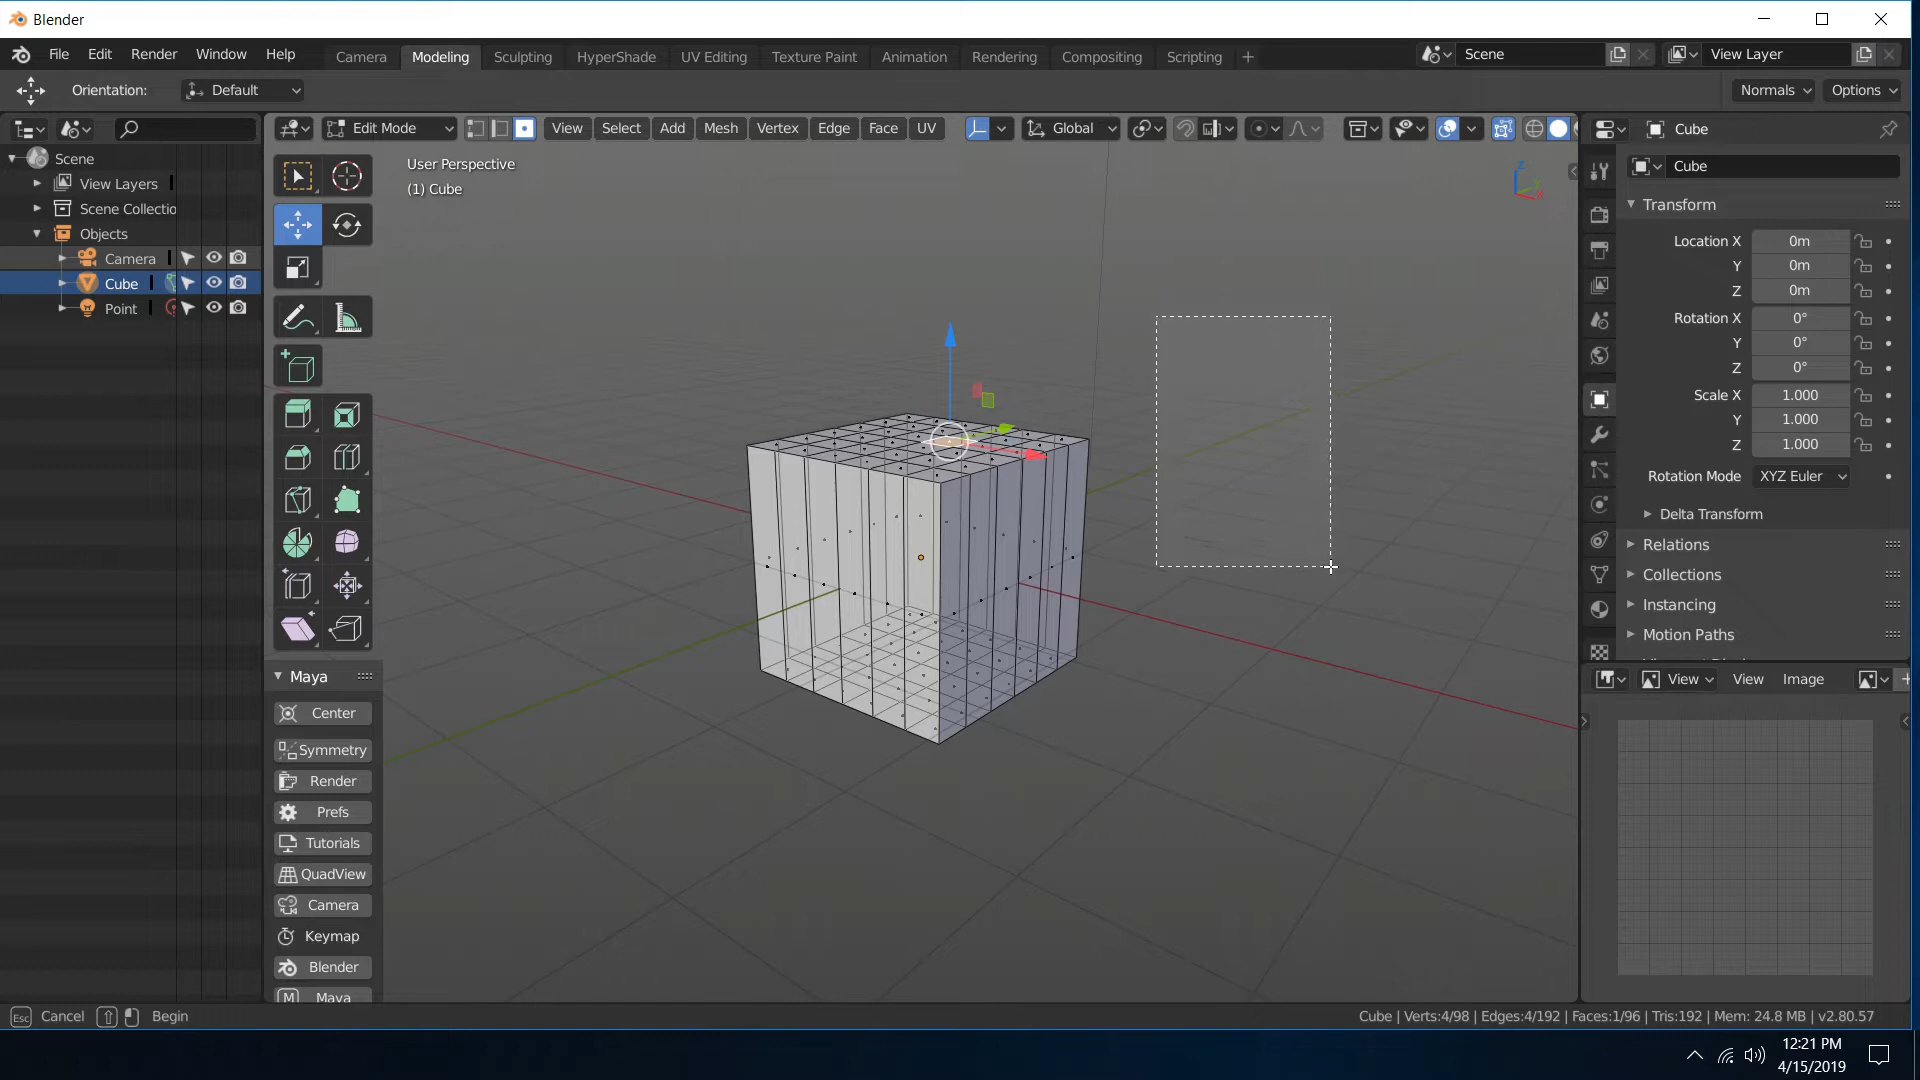 Blender
File Edit Render Window Help Camera Modeling Sculpting HyperShade UV Editing Texture Paint Animation Rendering Compositing Scripting + Scene View Layer
Orientation: Default Normals Options
Edit Mode View Select Add Mesh Vertex Edge Face UV Global Cube
Scene
View Layers
Scene Collectio
Objects
Camera
Cube
Point
User Perspective
(1) Cube
Z
Y
X
Maya
Center
Symmetry
Render
Prefs
Tutorials
QuadView
Camera
Keymap
Blender
M Maya
Cube
Transform
Location X 0m
Y 0m
Z 0m
Rotation X 0°
Y 0°
Z 0°
Scale X 1.000
Y 1.000
Z 1.000
Rotation Mode XYZ Euler
Delta Transform
Relations
Collections
Instancing
Motion Paths
View View Image +
Esc Cancel Begin
Cube | Verts:4/98 | Edges:4/192 | Faces:1/96 | Tris:192 | Mem: 24.8 MB | v2.80.57
12:21 PM
4/15/2019